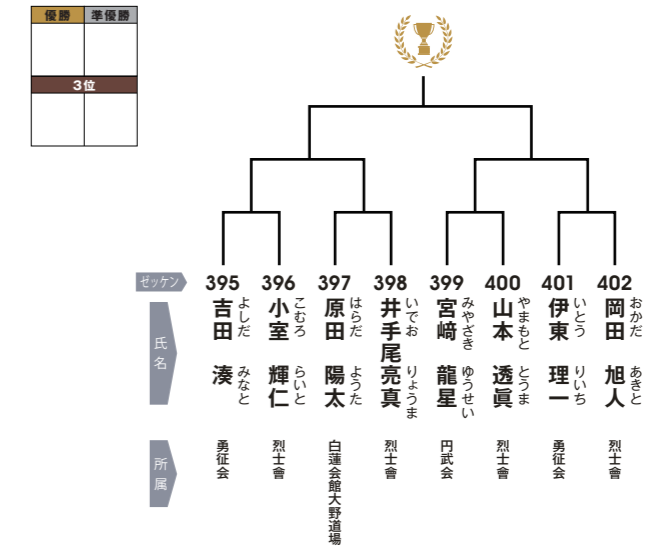 優勝 準優勝
3位
ゼッケン 395 396 397 398 399 400 401 402
氏名
吉田 湊 よしだ みなと
小室 輝仁 こむろ らいと
原田 陽太 はらだ ようた
井手尾 亮真 いでお りょうま
宮﨑 龍星 みやざき ゆうせい
山本 透眞 やまもと とうま
伊東 理一 いとう りいち
岡田 旭人 おかだ あきと
所属
勇征会
烈士會
白蓮会館大野道場
烈士會
円武会
烈士會
勇征会
烈士會